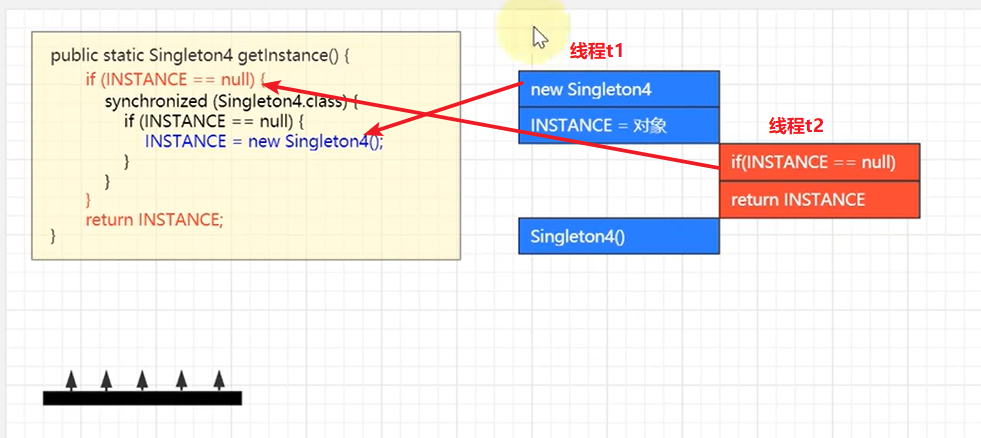 public static Singleton4 getInstance() {
if (INSTANCE == null) {
synchronized (Singleton4.class) {
if (INSTANCE == null) {
INSTANCE = new Singleton4();
}
}
}
return INSTANCE;
}
线程t1
new Singleton4
INSTANCE = 对象
线程t2
if(INSTANCE == null)
return INSTANCE
Singleton4()